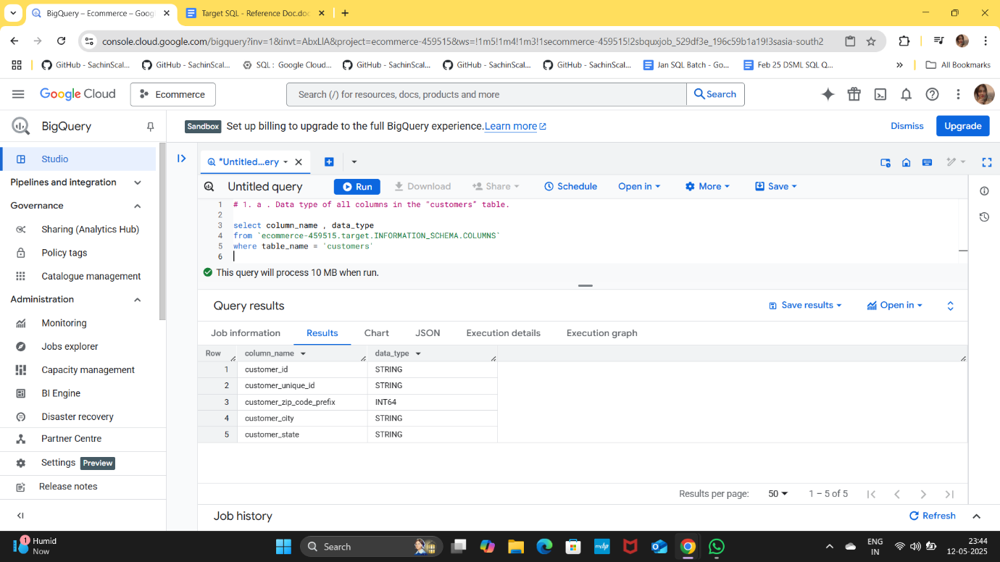 BigQuery – Ecommerce – Goog
Target SQL - Reference Doc.doc
console.cloud.google.com/bigquery?inv=1&invt=AbxLlA&project=ecommerce-459515&ws=!1m5!1m4!1m3!1secommerce-459515!2sbquxjob_529df3e_196c59b1a19!3sasia-south2
GitHub - SachinScal...
GitHub - SachinScal...
SQL : Google Cloud...
GitHub - SachinScal...
GitHub - SachinScal...
GitHub - SachinScal...
Jan SQL Batch - Go...
Feb 25 DSML SQL Q...
All Bookmarks
Google Cloud
Ecommerce
Search (/) for resources, docs, products and more
Search
BigQuery
Sandbox Set up billing to upgrade to the full BigQuery experience. Learn more
Dismiss
Upgrade
Studio
Pipelines and integration
Governance
Sharing (Analytics Hub)
Policy tags
Catalogue management
Administration
Monitoring
Jobs explorer
Capacity management
BI Engine
Disaster recovery
Partner Centre
Settings Preview
Release notes
*Untitled...ery
Untitled query
Run
Download
Share
Schedule
Open in
More
Save
1 # 1. a . Data type of all columns in the "customers" table.
2
3 select column_name , data_type
4 from `ecommerce-459515.target.INFORMATION_SCHEMA.COLUMNS`
5 where table_name = 'customers'
6
This query will process 10 MB when run.
Query results
Save results
Open in
Job information
Results
Chart
JSON
Execution details
Execution graph
Row column_name data_type
1 customer_id STRING
2 customer_unique_id STRING
3 customer_zip_code_prefix INT64
4 customer_city STRING
5 customer_state STRING
Results per page: 50 1 – 5 of 5
Job history
Refresh
1
Humid
Now
Search
myhp
ENG
IN
23:44
12-05-2025